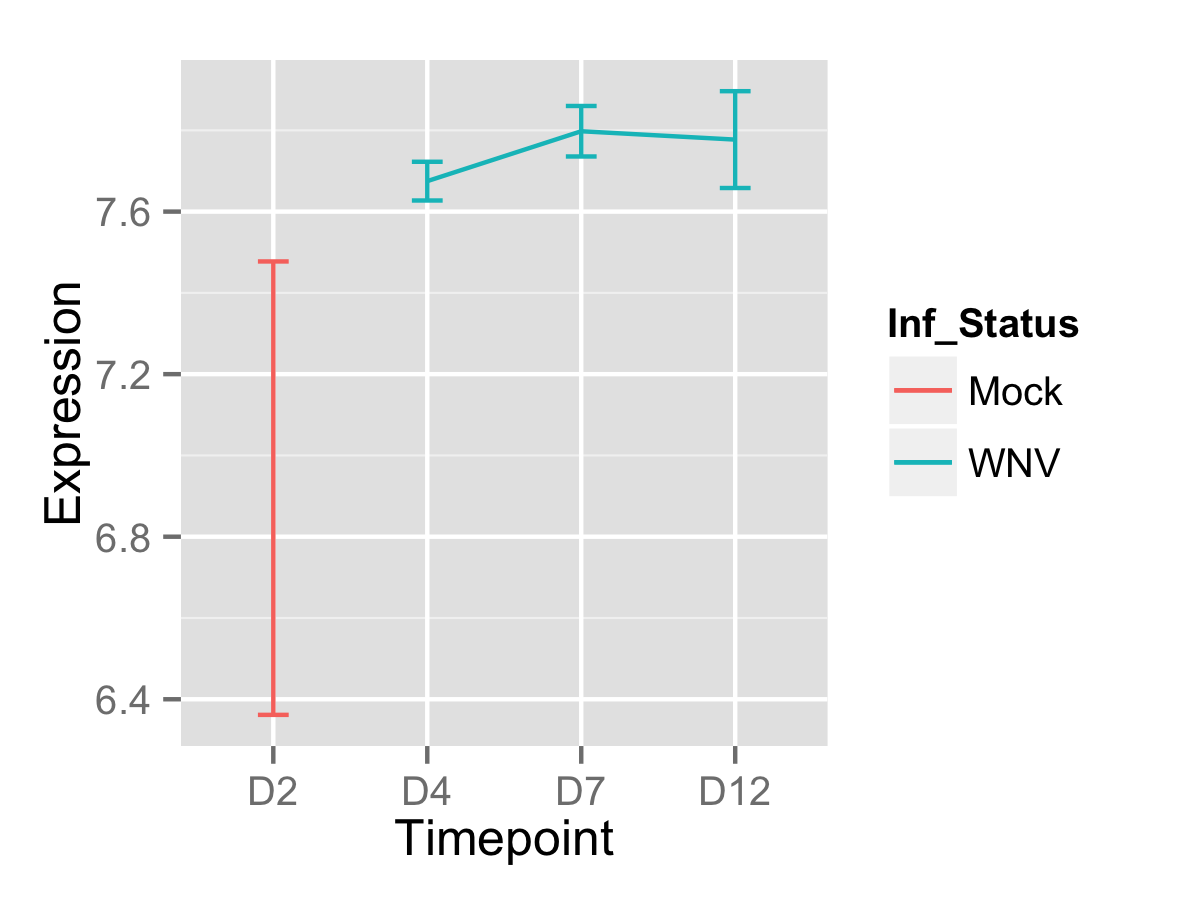 7.6
7.2
6.8
6.4
Expression
D2 D4 D7 D12
Timepoint
Inf_Status
Mock
WNV